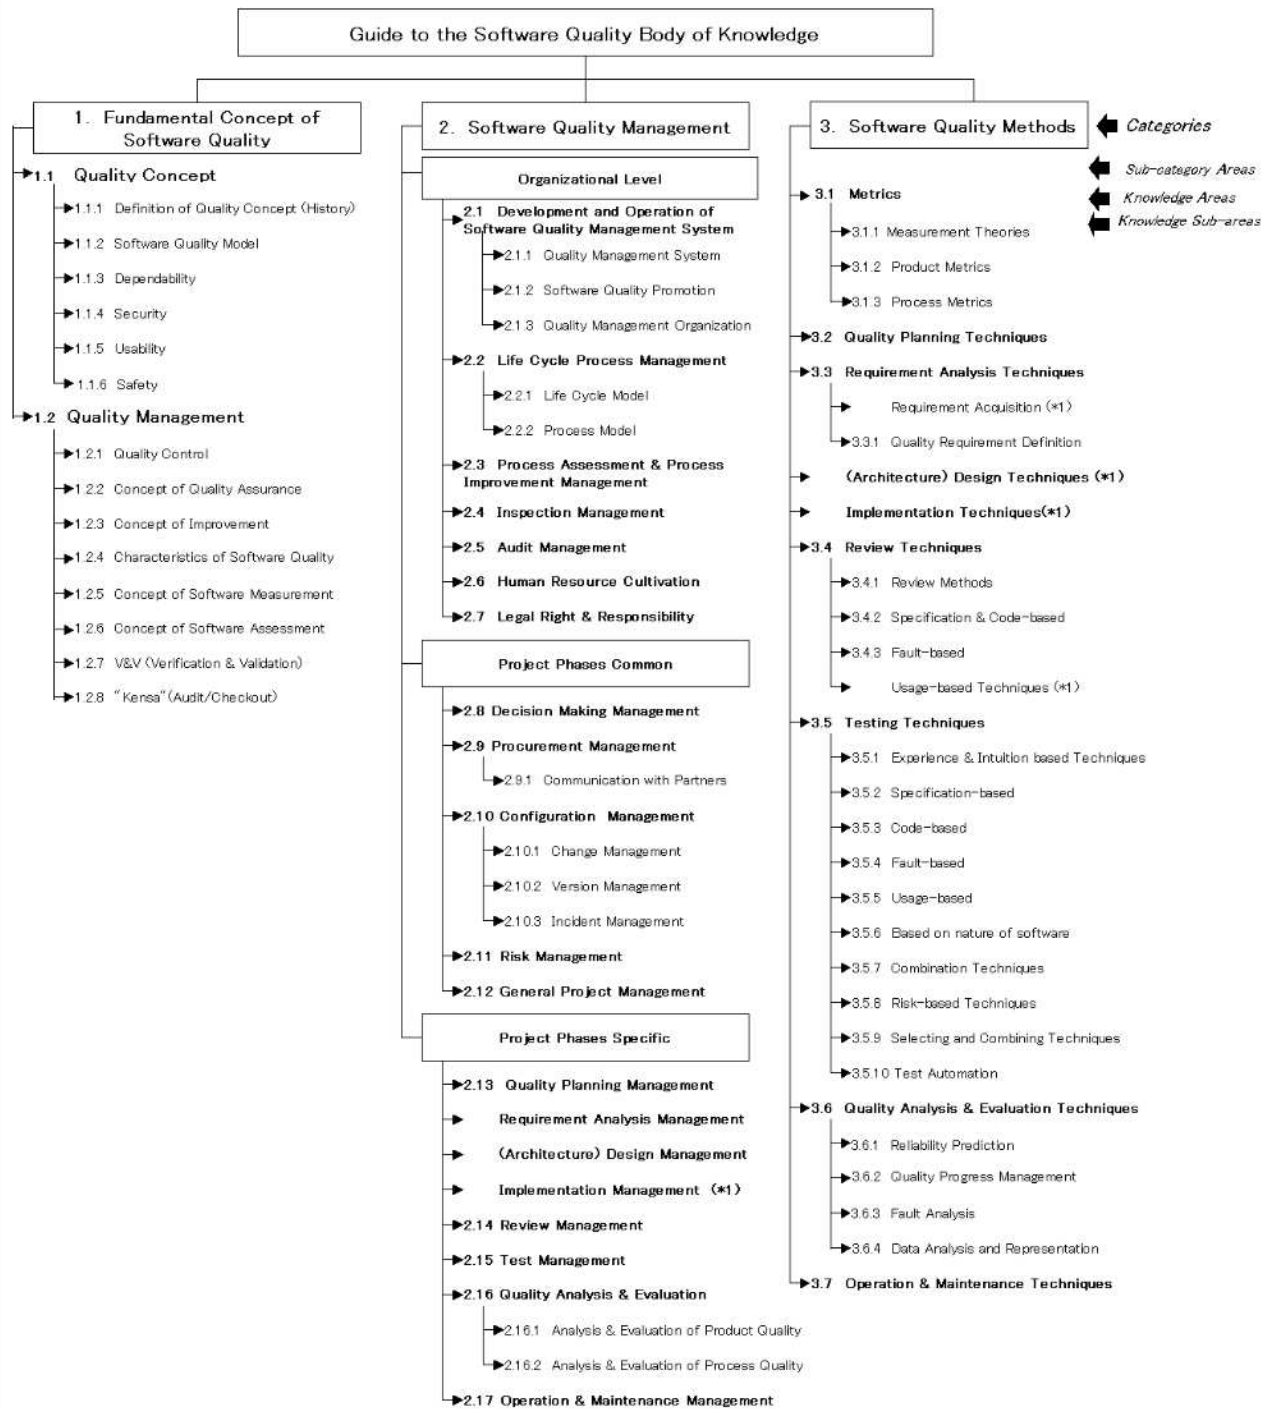 Guide to the Software Quality Body of Knowledge
1. Fundamental Concept of
Software Quality
1.1 Quality Concept
1.1.1 Definition of Quality Concept (History)
1.1.2 Software Quality Model
1.1.3 Dependability
1.1.4 Security
1.1.5 Usability
1.1.6 Safety
1.2 Quality Management
1.2.1 Quality Control
1.2.2 Concept of Quality Assurance
1.2.3 Concept of Improvement
1.2.4 Characteristics of Software Quality
1.2.5 Concept of Software Measurement
1.2.6 Concept of Software Assessment
1.2.7 V&V (Verification & Validation)
1.2.8 "Kensa" (Audit/Checkout)
2. Software Quality Management
Organizational Level
2.1 Development and Operation of
Software Quality Management System
2.1.1 Quality Management System
2.1.2 Software Quality Promotion
2.1.3 Quality Management Organization
2.2 Life Cycle Process Management
2.2.1 Life Cycle Model
2.2.2 Process Model
2.3 Process Assessment & Process
Improvement Management
2.4 Inspection Management
2.5 Audit Management
2.6 Human Resource Cultivation
2.7 Legal Right & Responsibility
Project Phases Common
2.8 Decision Making Management
2.9 Procurement Management
2.9.1 Communication with Partners
2.10 Configuration Management
2.10.1 Change Management
2.10.2 Version Management
2.10.3 Incident Management
2.11 Risk Management
2.12 General Project Management
Project Phases Specific
2.13 Quality Planning Management
Requirement Analysis Management
(Architecture) Design Management
Implementation Management (*1)
2.14 Review Management
2.15 Test Management
2.16 Quality Analysis & Evaluation
2.16.1 Analysis & Evaluation of Product Quality
2.16.2 Analysis & Evaluation of Process Quality
2.17 Operation & Maintenance Management
3. Software Quality Methods
3.1 Metrics
3.1.1 Measurement Theories
3.1.2 Product Metrics
3.1.3 Process Metrics
3.2 Quality Planning Techniques
3.3 Requirement Analysis Techniques
Requirement Acquisition (*1)
3.3.1 Quality Requirement Definition
(Architecture) Design Techniques (*1)
Implementation Techniques(*1)
3.4 Review Techniques
3.4.1 Review Methods
3.4.2 Specification & Code-based
3.4.3 Fault-based
Usage-based Techniques (*1)
3.5 Testing Techniques
3.5.1 Experience & Intuition based Techniques
3.5.2 Specification-based
3.5.3 Code-based
3.5.4 Fault-based
3.5.5 Usage-based
3.5.6 Based on nature of software
3.5.7 Combination Techniques
3.5.8 Risk-based Techniques
3.5.9 Selecting and Combining Techniques
3.5.10 Test Automation
3.6 Quality Analysis & Evaluation Techniques
3.6.1 Reliability Prediction
3.6.2 Quality Progress Management
3.6.3 Fault Analysis
3.6.4 Data Analysis and Representation
3.7 Operation & Maintenance Techniques
Categories
Sub-category Areas
Knowledge Areas
Knowledge Sub-areas